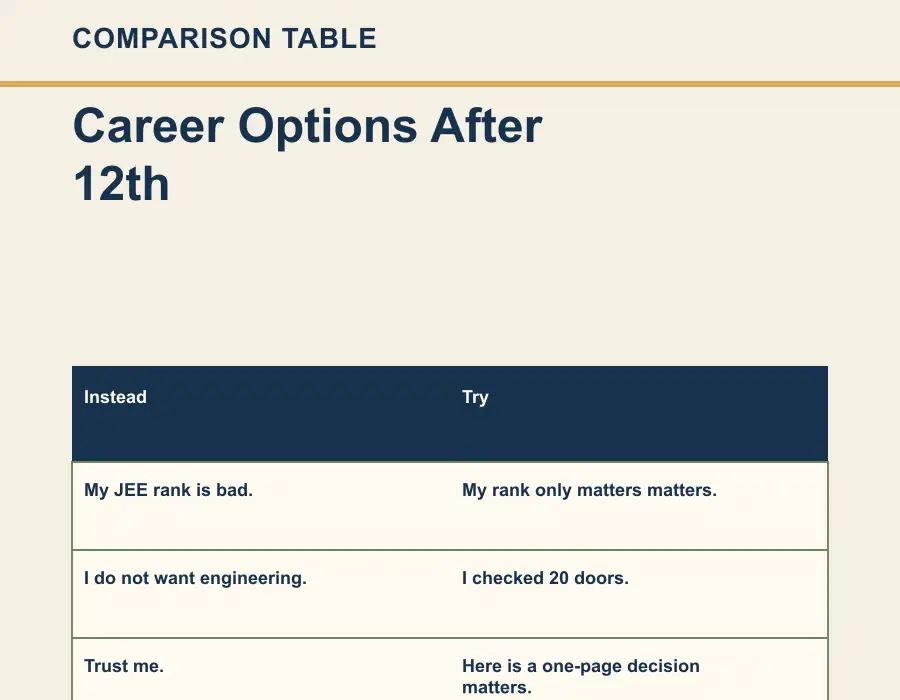 COMPARISON TABLE
Career Options After
12th
Instead
Try
My JEE rank is bad.
My rank only matters matters.
I do not want engineering.
I checked 20 doors.
Trust me.
Here is a one-page decision
matters.